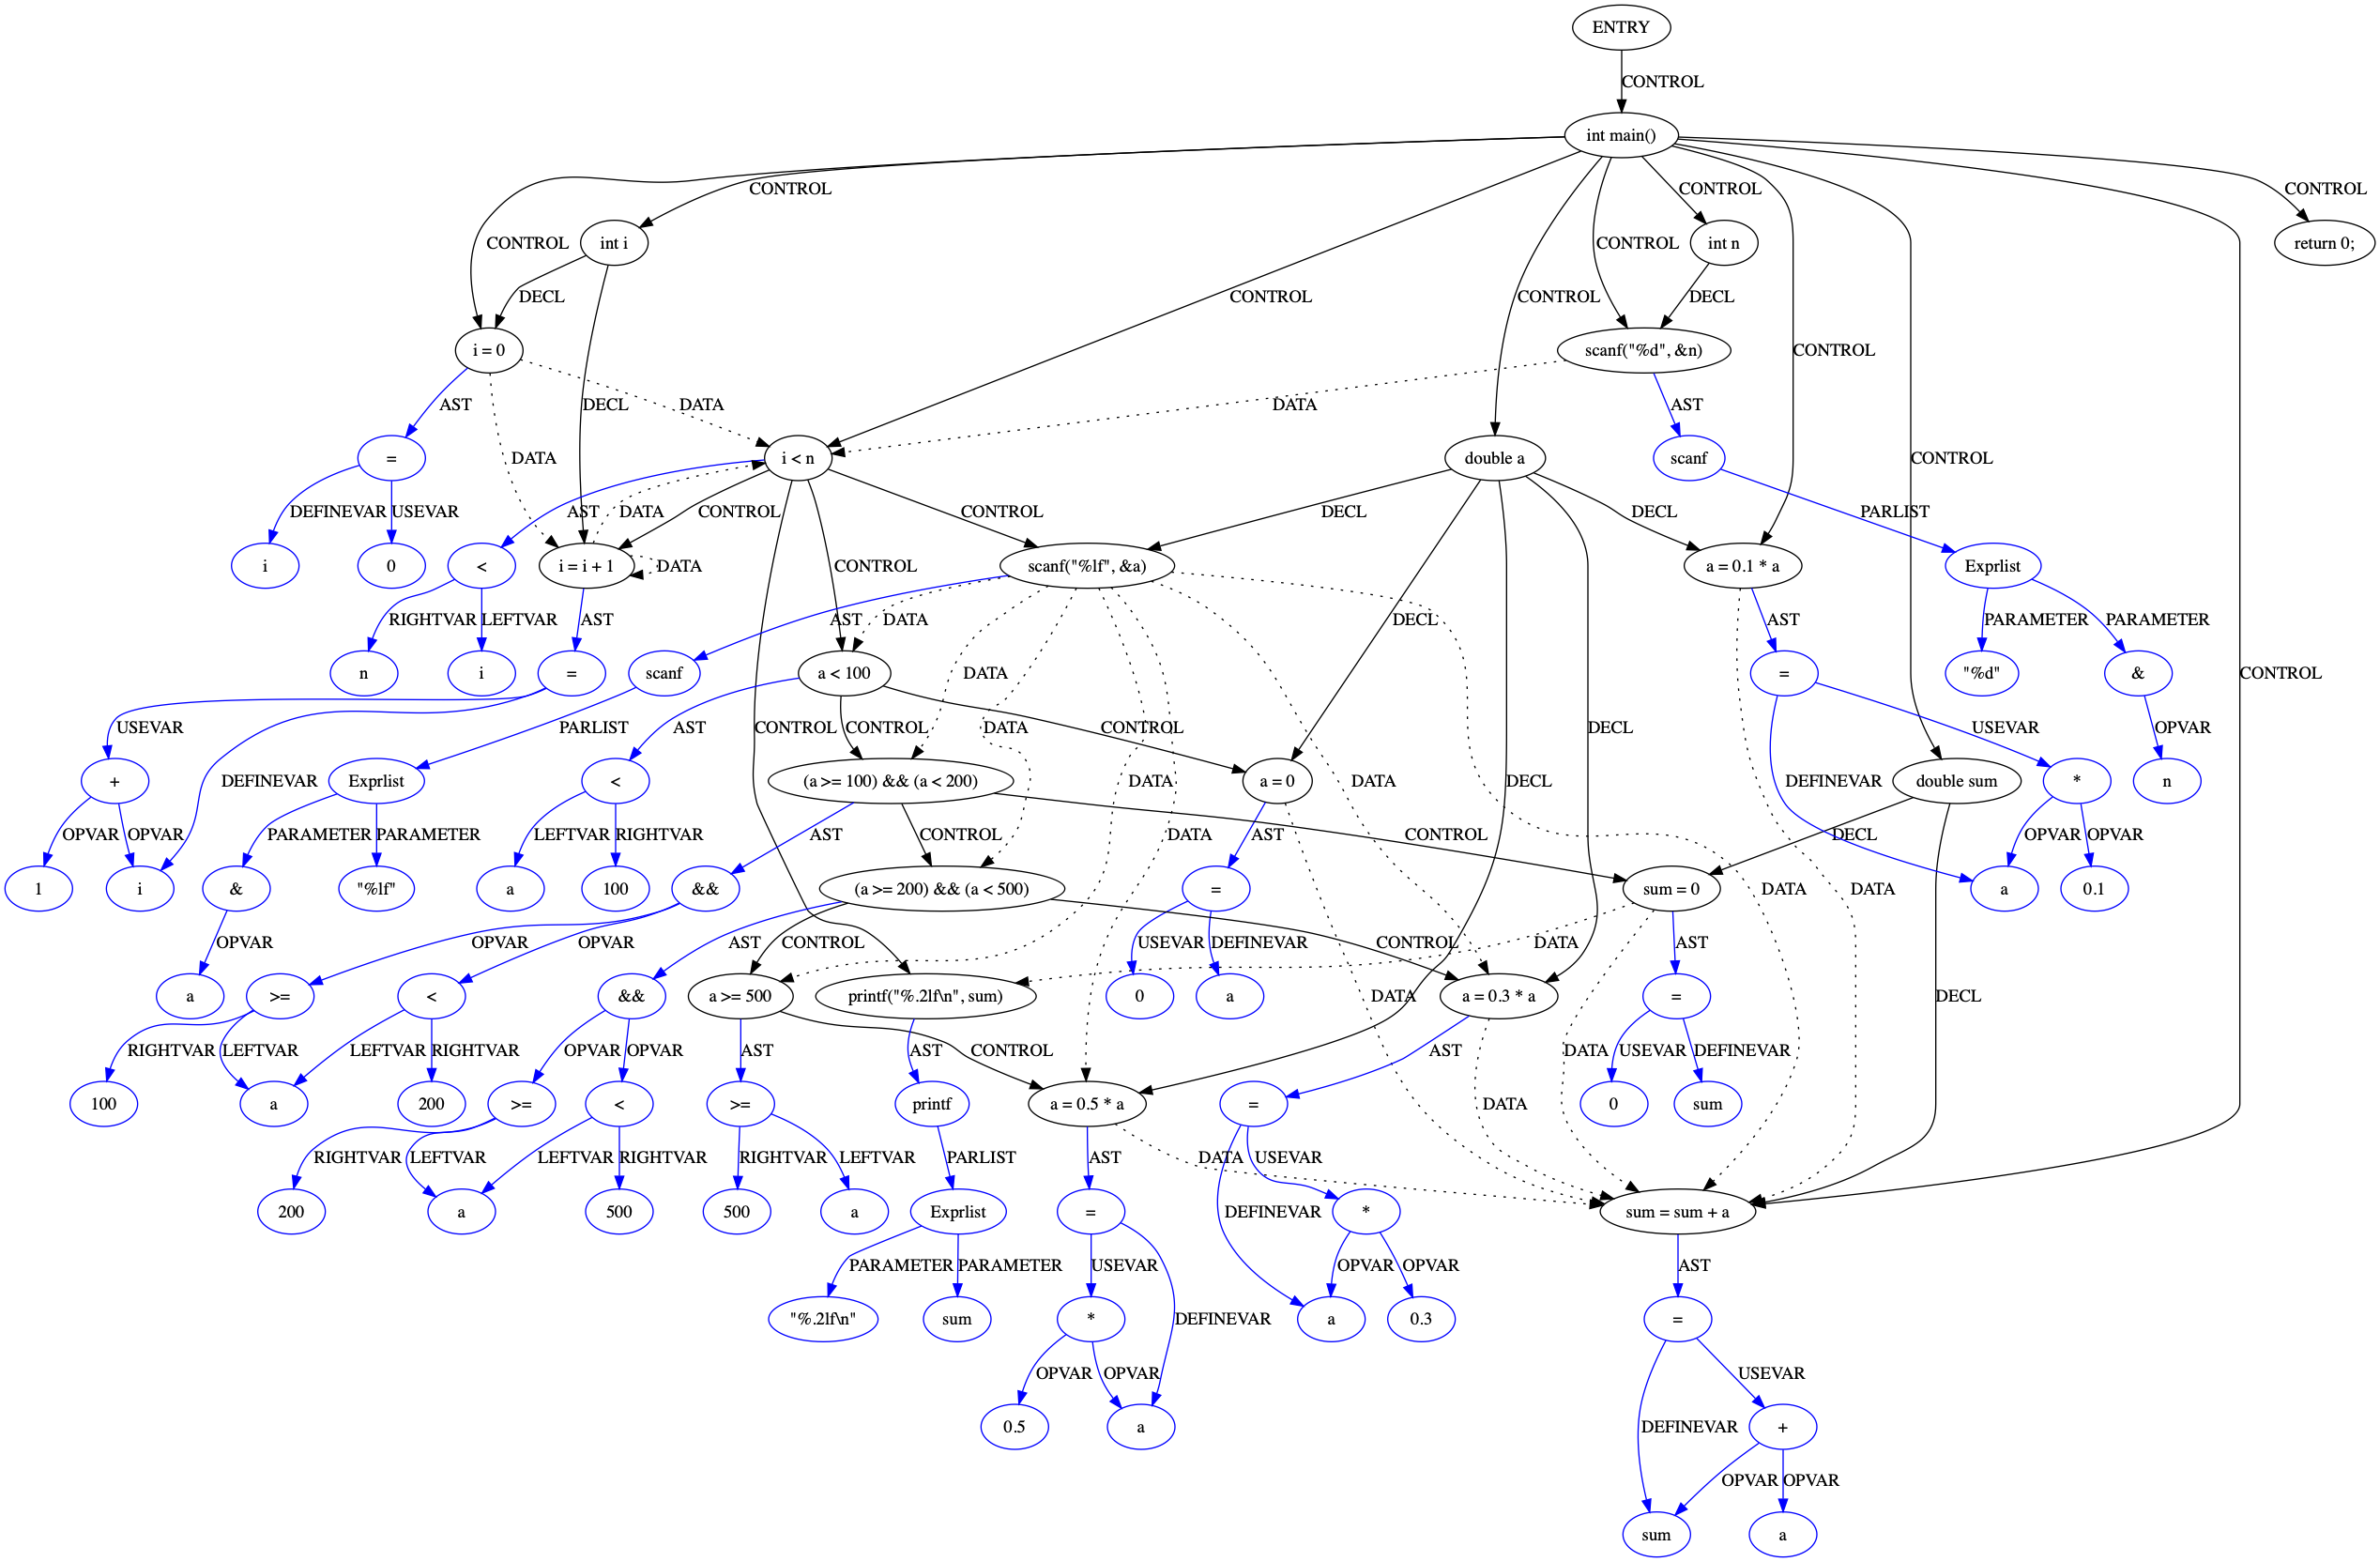 ENTRY
CONTROL
int main()
CONTROL
CONTROL
CONTROL
CONTROL
int i
CONTROL
CONTROL
int n
return 0;
DECL
CONTROL
CONTROL
DECL
i = 0
scanf("%d", &n)
CONTROL
AST
DECL
DATA
DATA
AST
=
DATA
i < n
double a
scanf
CONTROL
DEFINEVAR
USEVAR
AST
DATA
CONTROL
CONTROL
DECL
DECL
PARLIST
i
0
<
i = i + 1
DATA
CONTROL
scanf("%lf", &a)
a = 0.1 * a
Exprlist
RIGHTVAR
LEFTVAR
AST
AST
DATA
DECL
AST
PARAMETER
PARAMETER
n
i
=
scanf
a < 100
DATA
=
"%d"
&
CONTROL
USEVAR
PARLIST
AST
CONTROL
CONTROL
DATA
CONTROL
DECL
USEVAR
OPVAR
+
DEFINEVAR
Exprlist
<
(a >= 100) && (a < 200)
DATA
DATA
a = 0
DECL
DEFINEVAR
*
n
double sum
OPVAR
OPVAR
PARAMETER
PARAMETER
LEFTVAR
RIGHTVAR
AST
CONTROL
DATA
AST
CONTROL
DECL
OPVAR
OPVAR
1
i
&
"%lf"
a
100
&&
(a >= 200) && (a < 500)
=
sum = 0
DATA
DATA
a
0.1
OPVAR
OPVAR
OPVAR
AST
CONTROL
USEVAR
DEFINEVAR
CONTROL
DATA
AST
a
>=
<
&&
a >= 500
printf("%.2lf\n", sum)
0
a
DATA
a = 0.3 * a
=
DECL
RIGHTVAR
LEFTVAR
LEFTVAR
RIGHTVAR
OPVAR
OPVAR
AST
AST
CONTROL
AST
DATA
USEVAR
DEFINEVAR
100
a
200
>=
<
>=
printf
a = 0.5 * a
=
DATA
0
sum
RIGHTVAR
LEFTVAR
LEFTVAR
RIGHTVAR
RIGHTVAR
LEFTVAR
PARLIST
AST
DATA
USEVAR
200
a
500
500
a
Exprlist
=
DEFINEVAR
*
sum = sum + a
PARAMETER
PARAMETER
USEVAR
OPVAR
OPVAR
AST
"%.2lf\n"
sum
*
DEFINEVAR
a
0.3
=
OPVAR
OPVAR
USEVAR
0.5
a
DEFINEVAR
+
OPVAR
OPVAR
sum
a